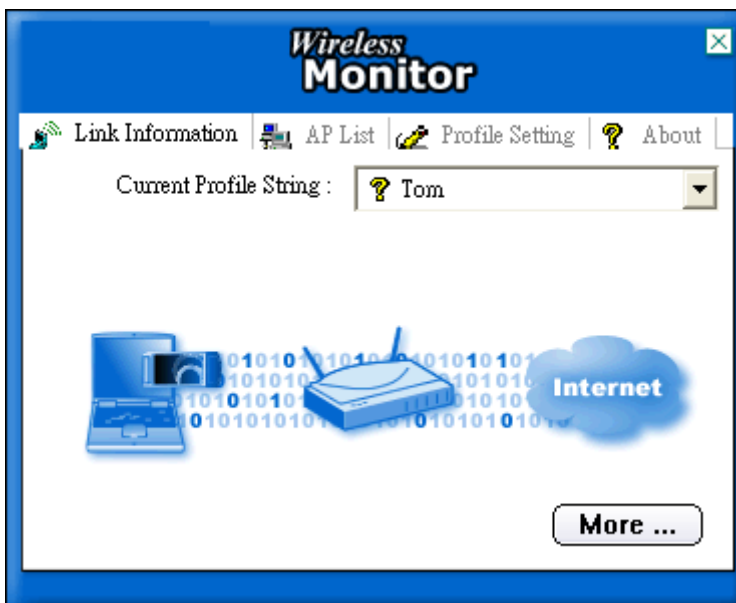 Wireless
Monitor
Link Information AP List Profile Setting About
Current Profile String : Tom
Internet
More ...